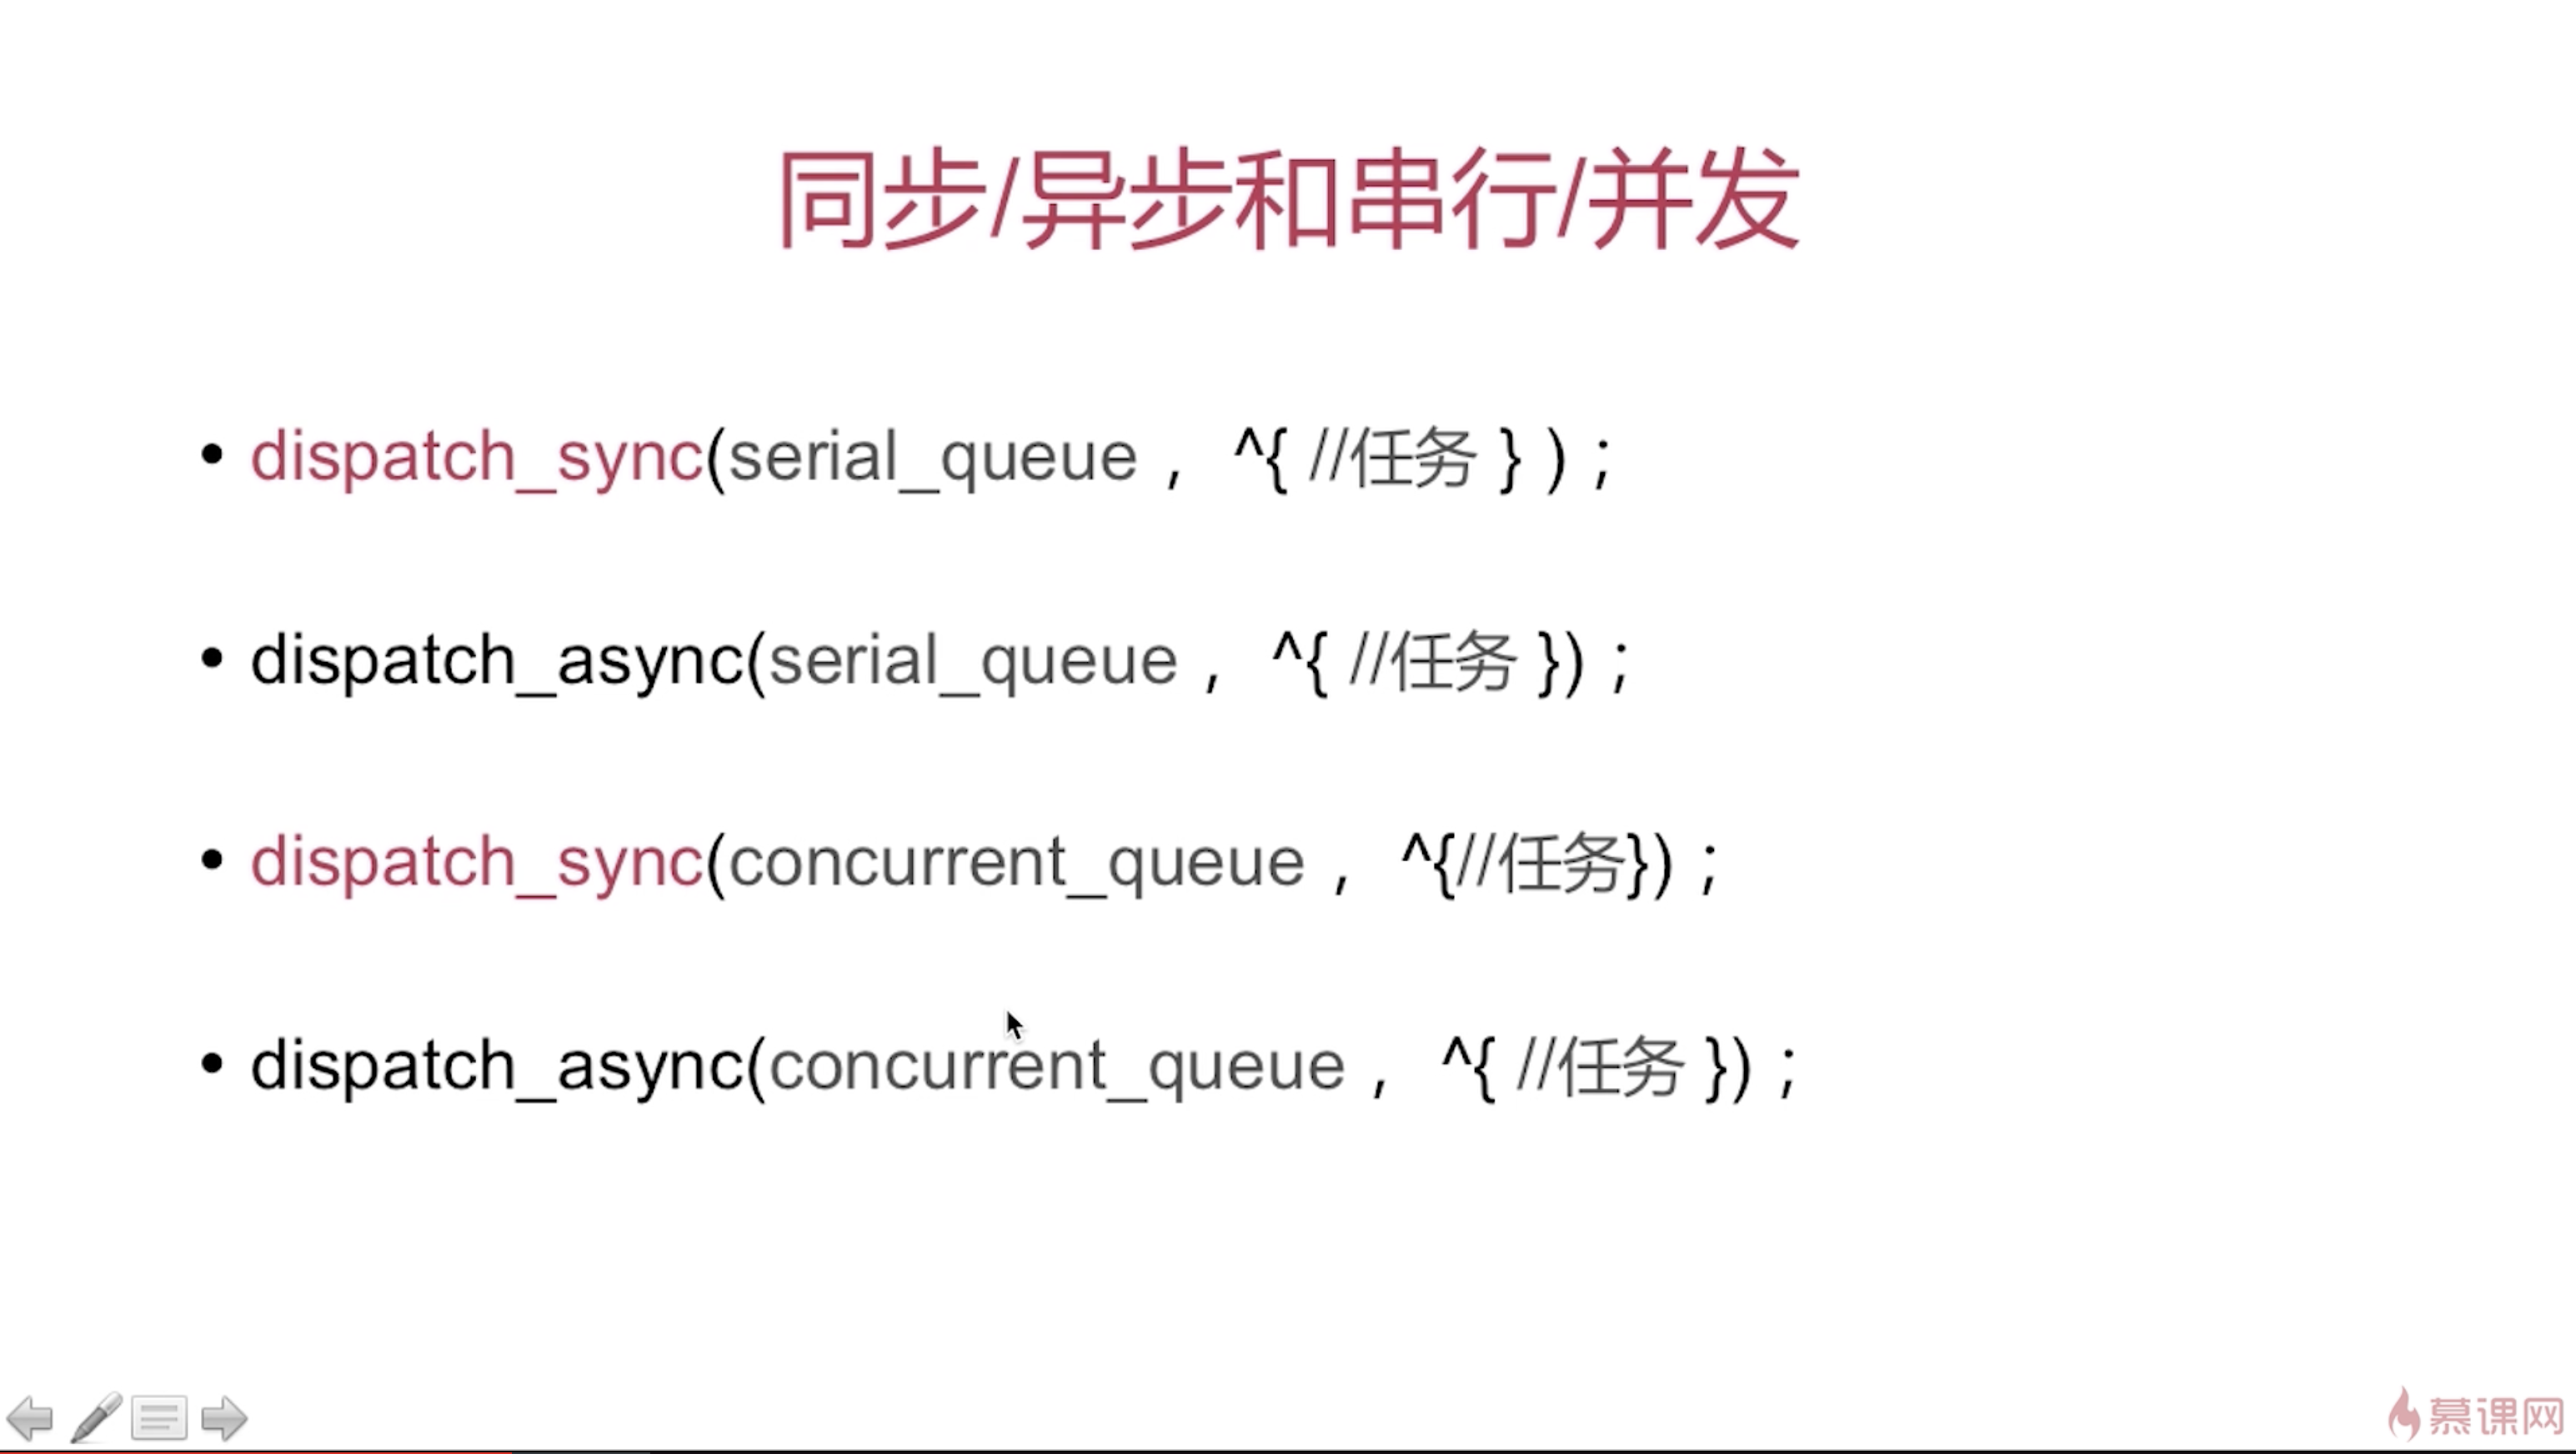 同步/异步和串行/并发
• dispatch_sync(serial_queue ， ^{ //任务 } ) ;
• dispatch_async(serial_queue ， ^{ //任务 }) ;
• dispatch_sync(concurrent_queue ， ^{//任务}) ;
• dispatch_async(concurrent_queue ， ^{ //任务 }) ;
慕课网